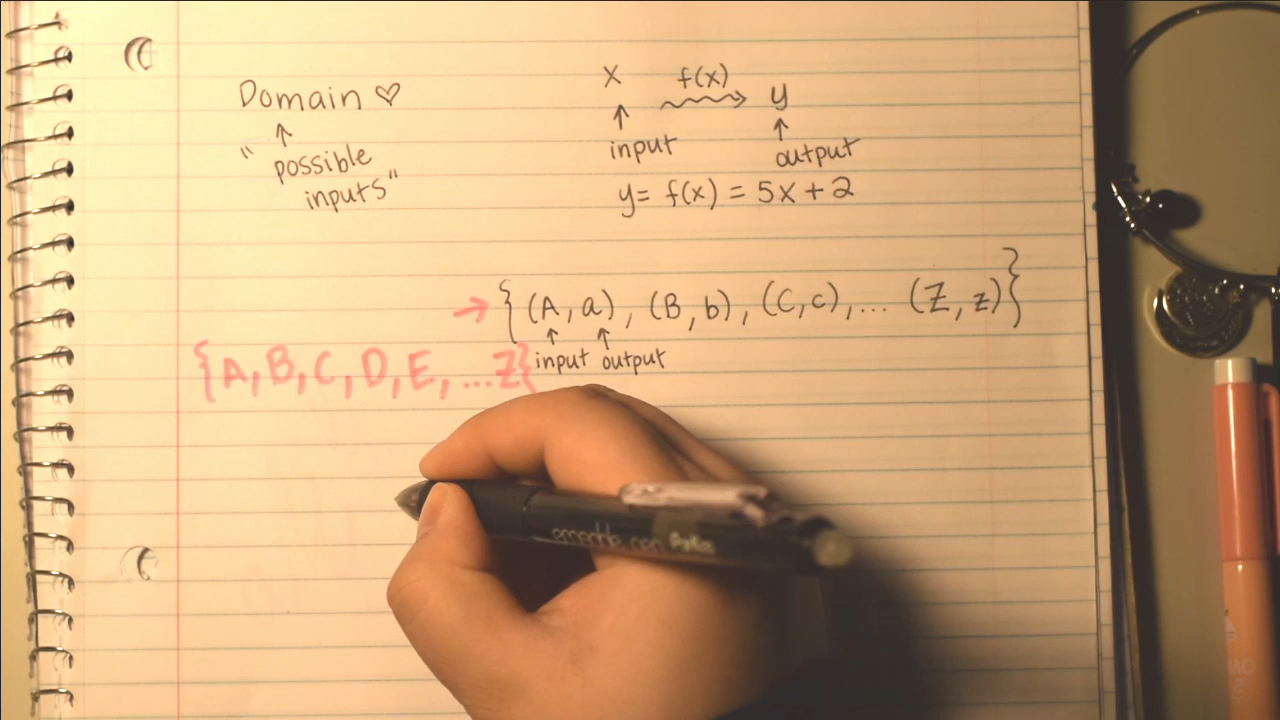 Domain ♡
↑
"possible
inputs"
x f(x) y
↑ ↑
input output
y= f(x) = 5x+2
→ {(A,a), (B,b), (C,c),... (Z,z)}
↑ ↑
input output
{A,B,C,D,E,...Z}